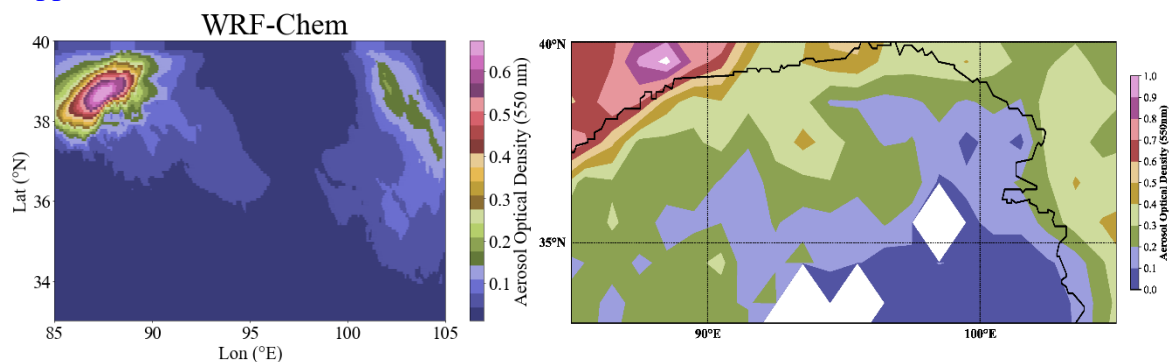 WRF-Chem
40
38
36
34
85
90
95
100
105
Lat (°N)
Lon (°E)
0.6
0.5
0.4
0.3
0.2
0.1
Aerosol Optical Density (550 nm)
40°N
35°N
90°E
100°E
1.0
0.9
0.8
0.7
0.6
0.5
0.4
0.3
0.2
0.1
0.0
Aerosol Optical Density (550nm)